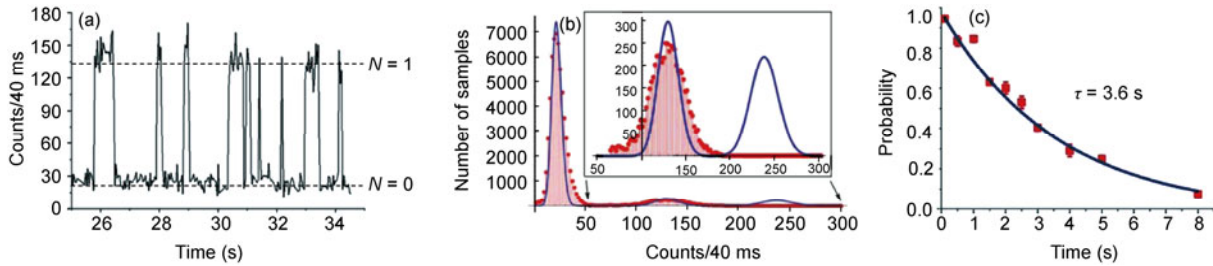 (a)
Counts/40 ms
180
150
120
90
60
30
0
N = 1
N = 0
26 28 30 32 34
Time (s)
(b)
Number of samples
7000
6000
5000
4000
3000
2000
1000
50 100 150 200 250 300
Counts/40 ms
300
250
200
150
100
50
50 100 150 200 250 300
(c)
Probability
1.0
0.8
0.6
0.4
0.2
0.0
τ = 3.6 s
0 1 2 3 4 5 6 7 8
Time (s)